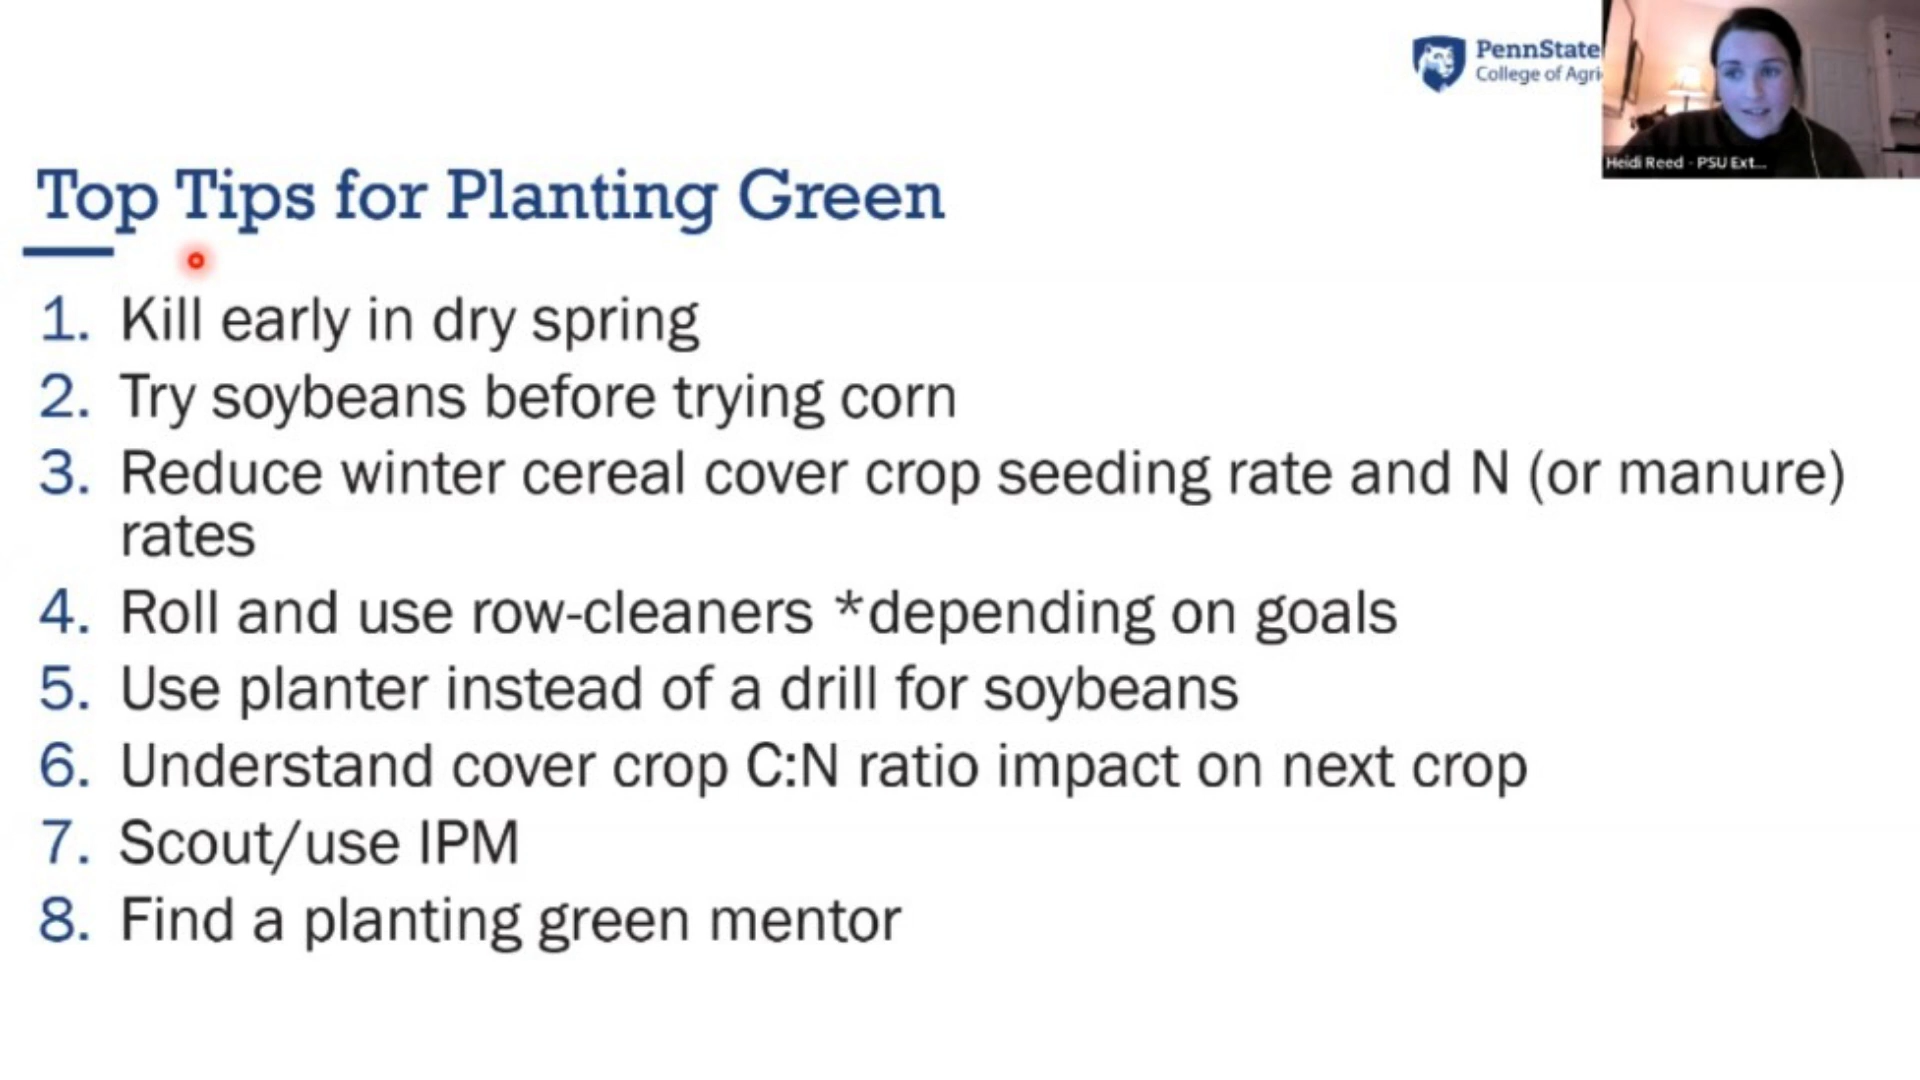 PennState
College of Agri
Heidi Reed - PSU Ext...
Top Tips for Planting Green
1. Kill early in dry spring
2. Try soybeans before trying corn
3. Reduce winter cereal cover crop seeding rate and N (or manure)
rates
4. Roll and use row-cleaners *depending on goals
5. Use planter instead of a drill for soybeans
6. Understand cover crop C:N ratio impact on next crop
7. Scout/use IPM
8. Find a planting green mentor